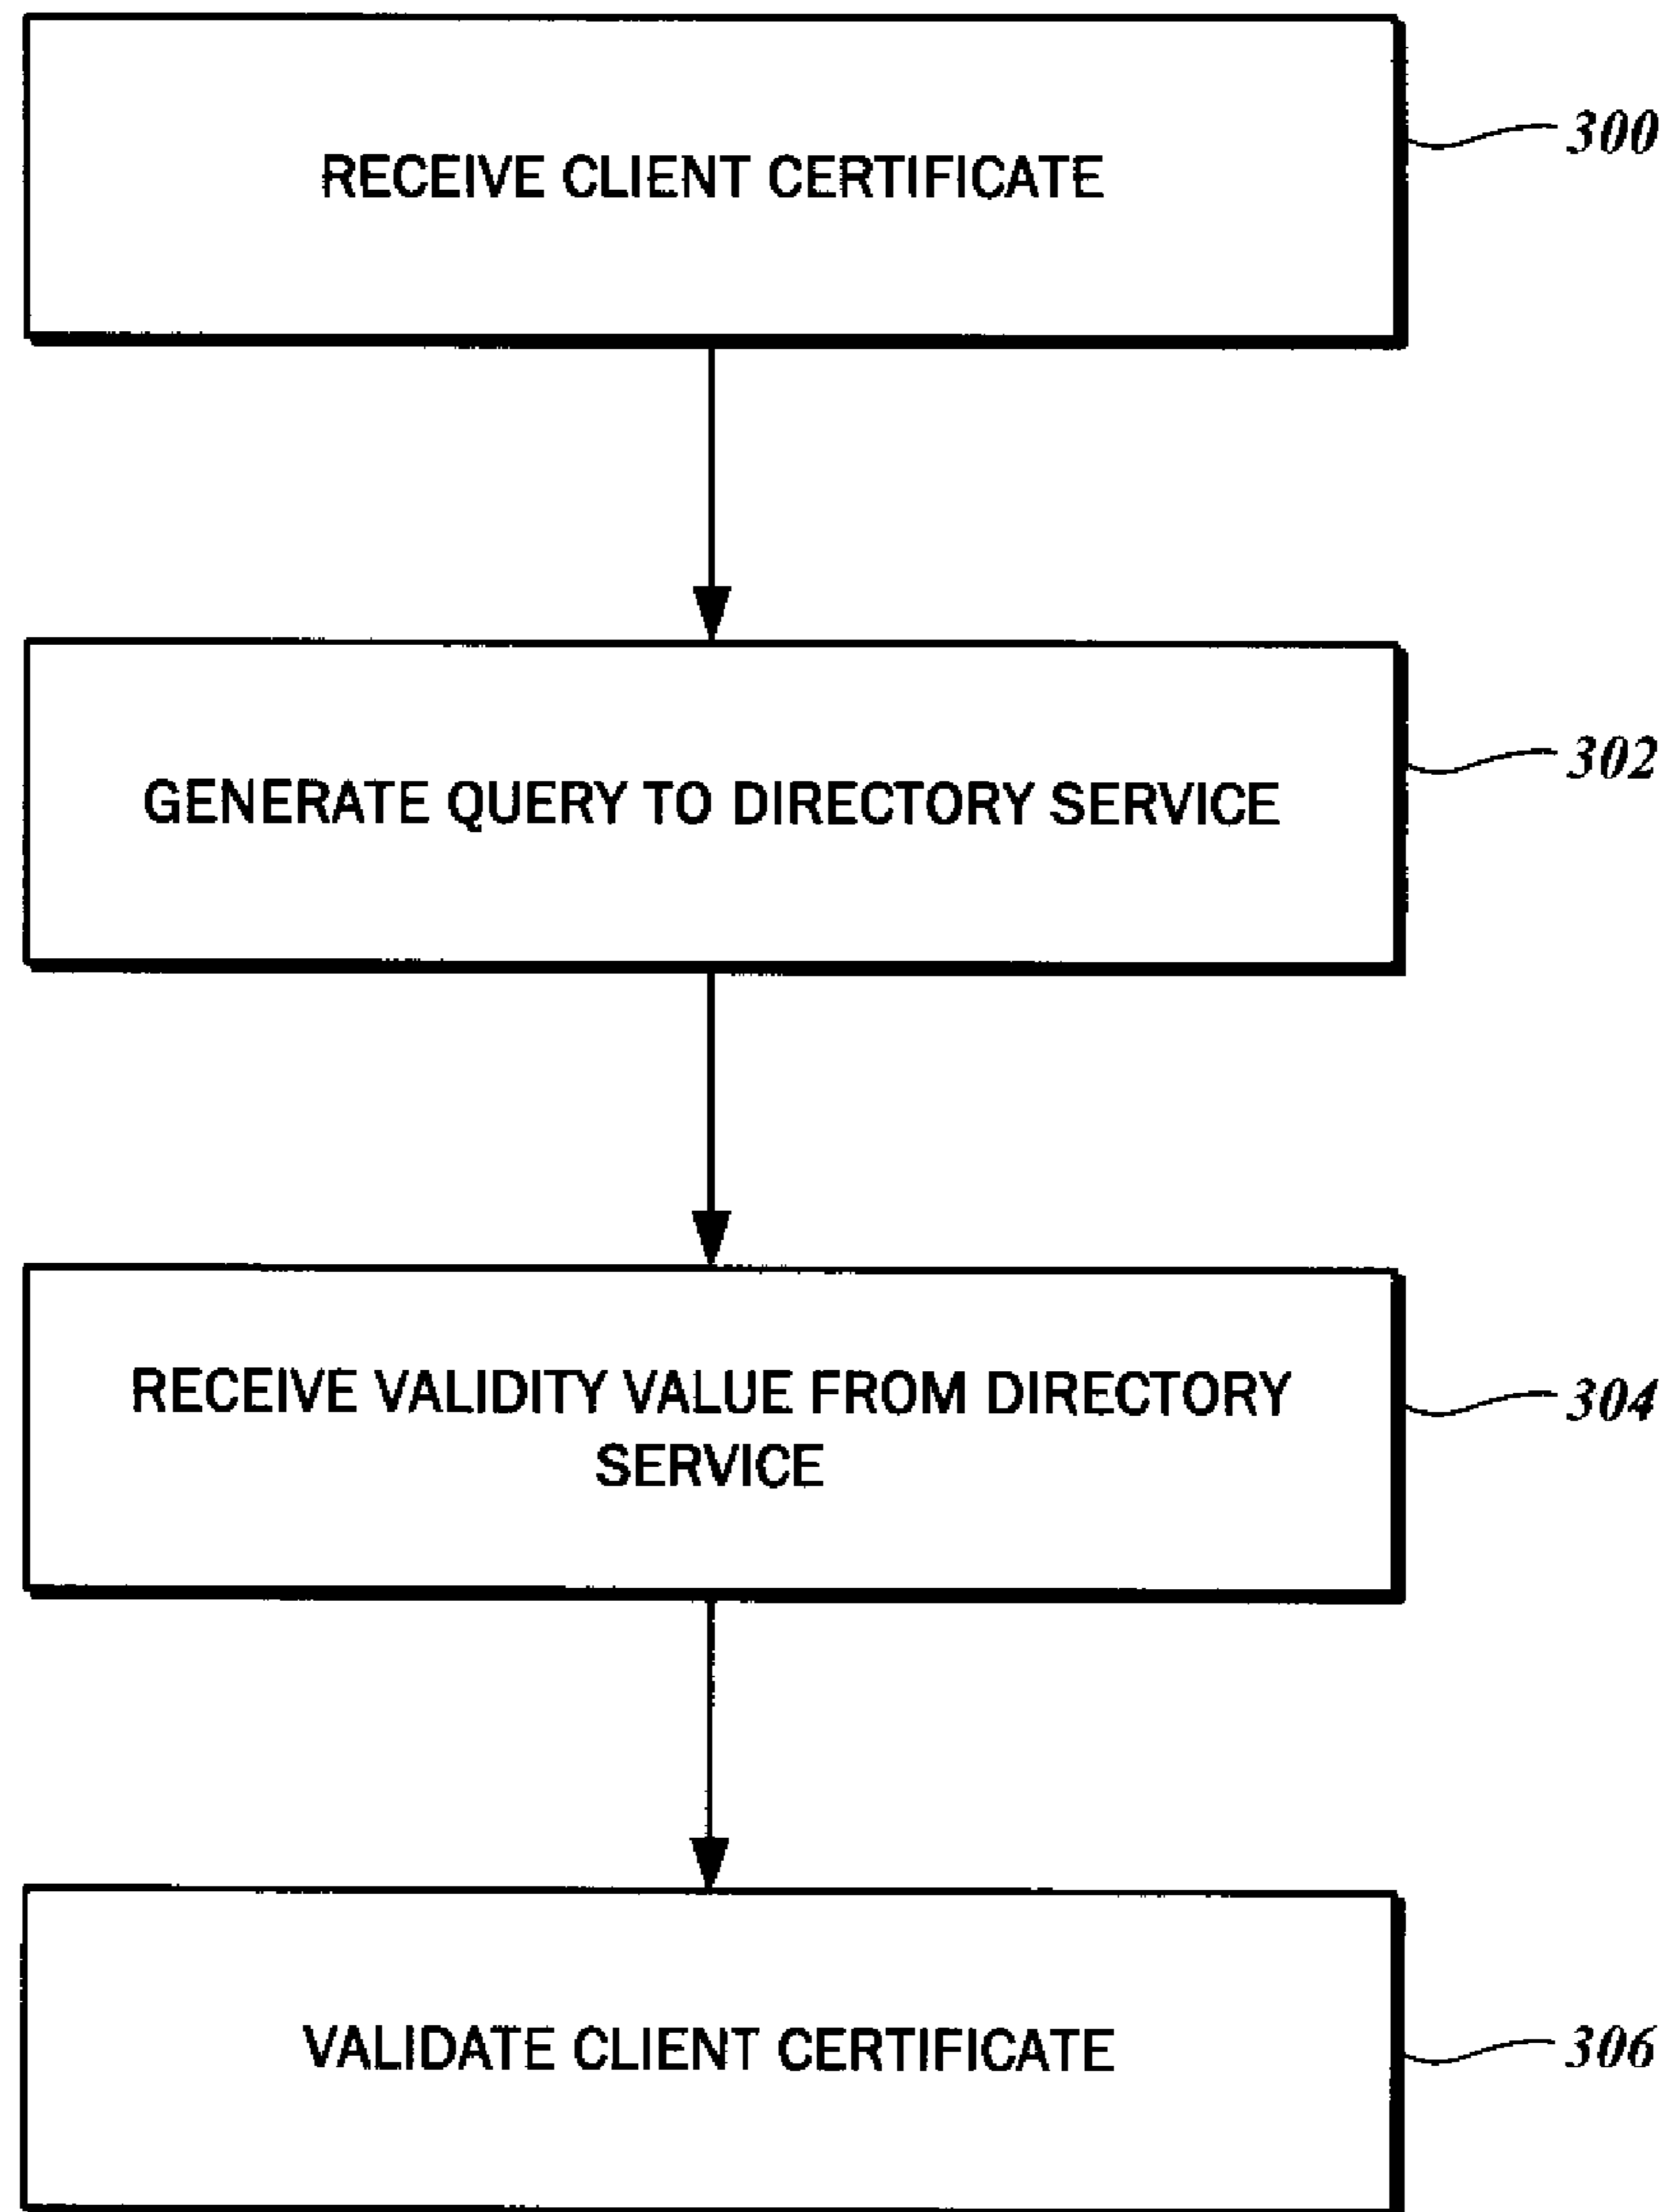 RECEIVE CLIENT CERTIFICATE
300
GENERATE QUERY TO DIRECTORY SERVICE
302
RECEIVE VALIDITY VALUE FROM DIRECTORY
SERVICE
304
VALIDATE CLIENT CERTIFICATE
306